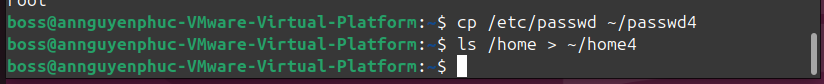 root
boss@annguyenphuc-VMware-Virtual-Platform:~$ cp /etc/passwd ~/passwd4
boss@annguyenphuc-VMware-Virtual-Platform:~$ ls /home > ~/home4
boss@annguyenphuc-VMware-Virtual-Platform:~$